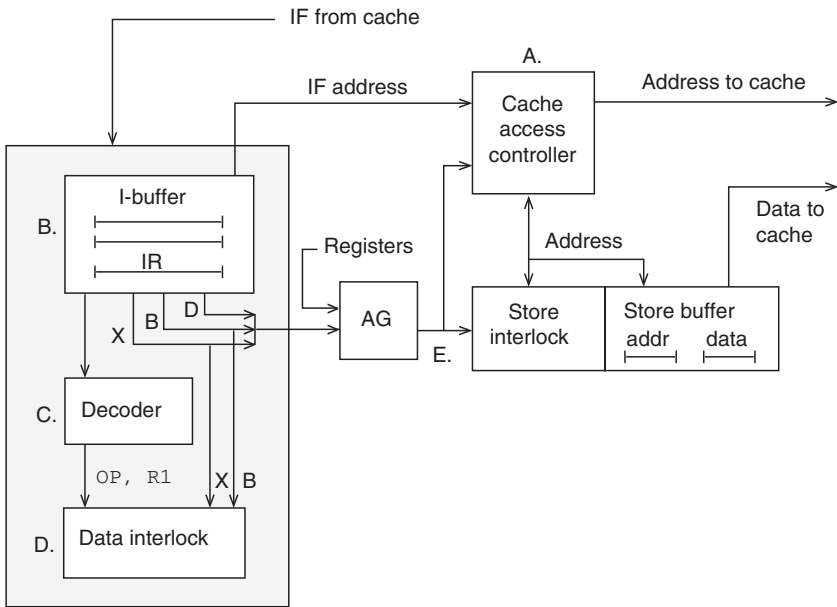 IF from cache
A.
IF address
Address to cache
Cache
access
controller
I-buffer
B.
IR
Registers
Address
Data to
cache
D
B
X
AG
Store
interlock
Store buffer
addr
data
E.
C.
Decoder
OP, R1
X
B
D.
Data interlock